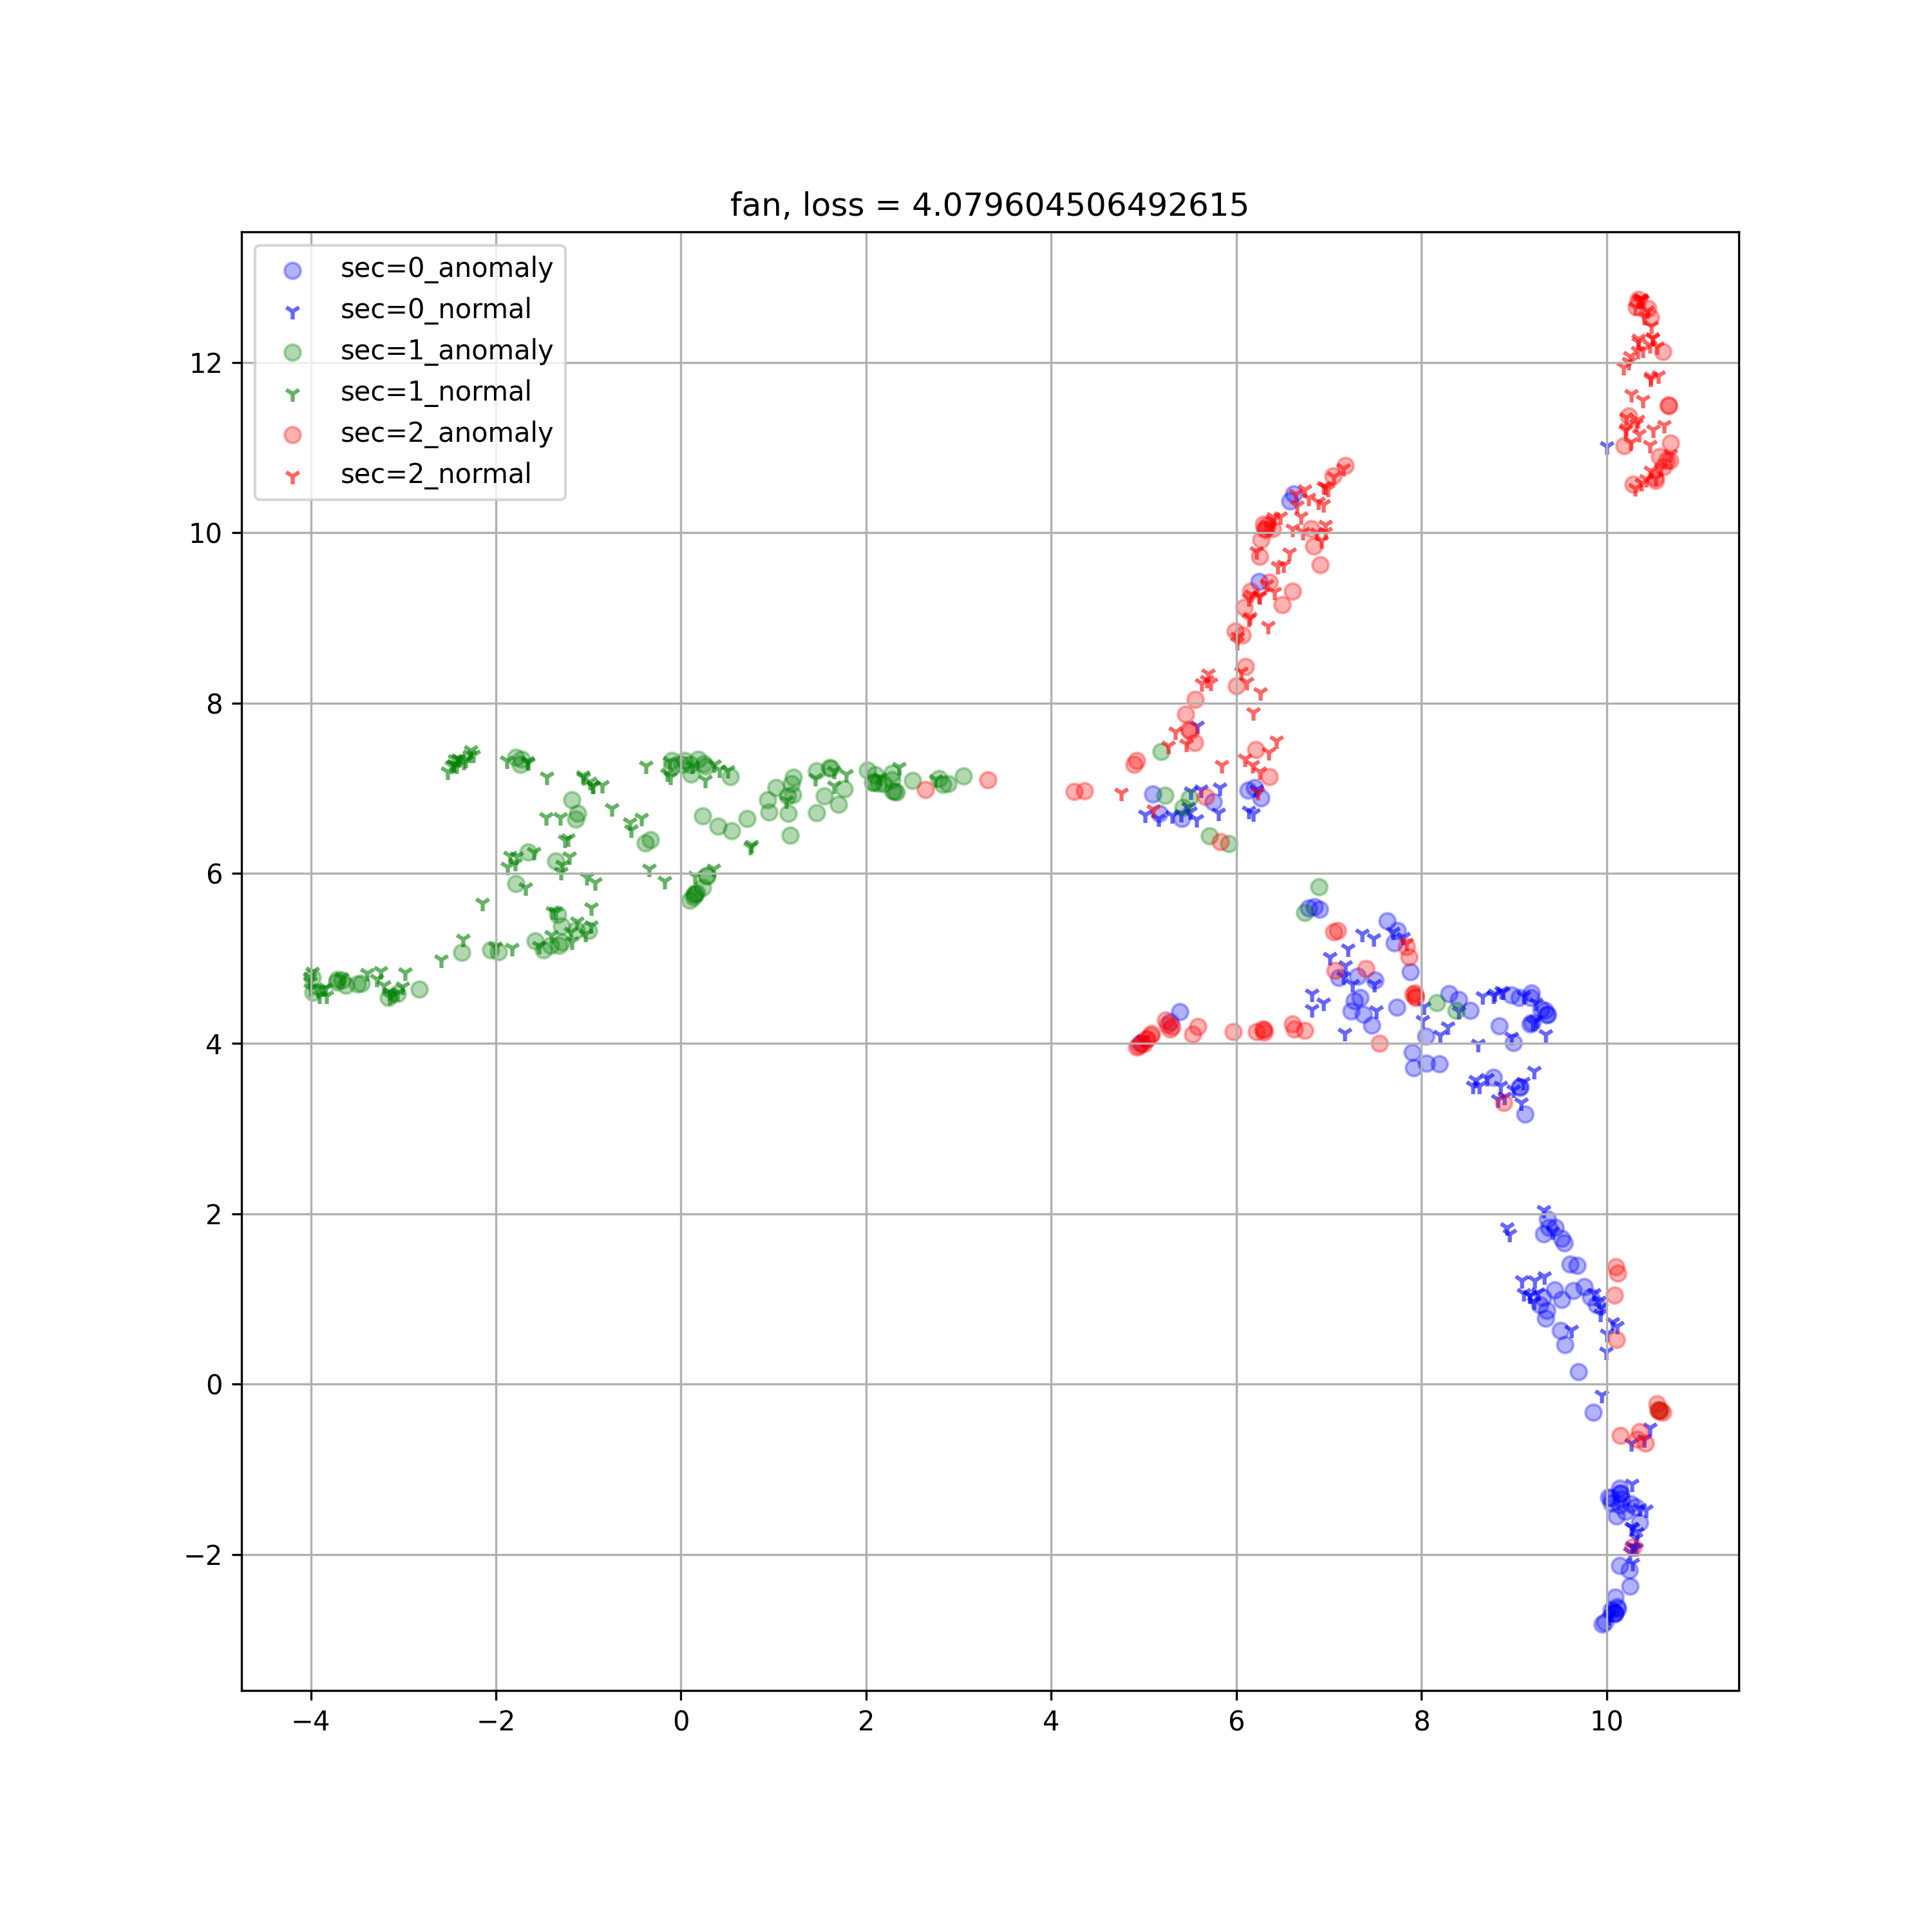 fan, loss = 4.079604506492615
sec=0_anomaly
sec=0_normal
sec=1_anomaly
sec=1_normal
sec=2_anomaly
sec=2_normal
12
10
8
6
4
2
0
−2
−4 −2 0 2 4 6 8 10